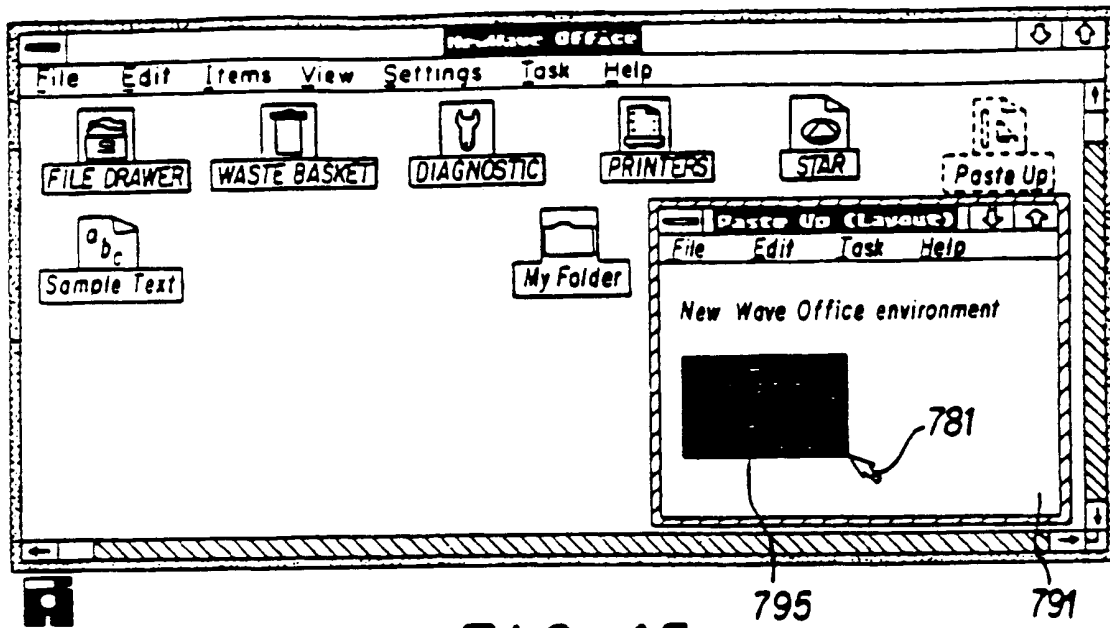 NewWave Office
File Edit Items View Settings Task Help
FILE DRAWER WASTE BASKET DIAGNOSTIC PRINTERS STAR Paste Up
Paste Up (Layout)
File Edit Task Help
a b c
Sample Text My Folder
New Wave Office environment
781
795 791